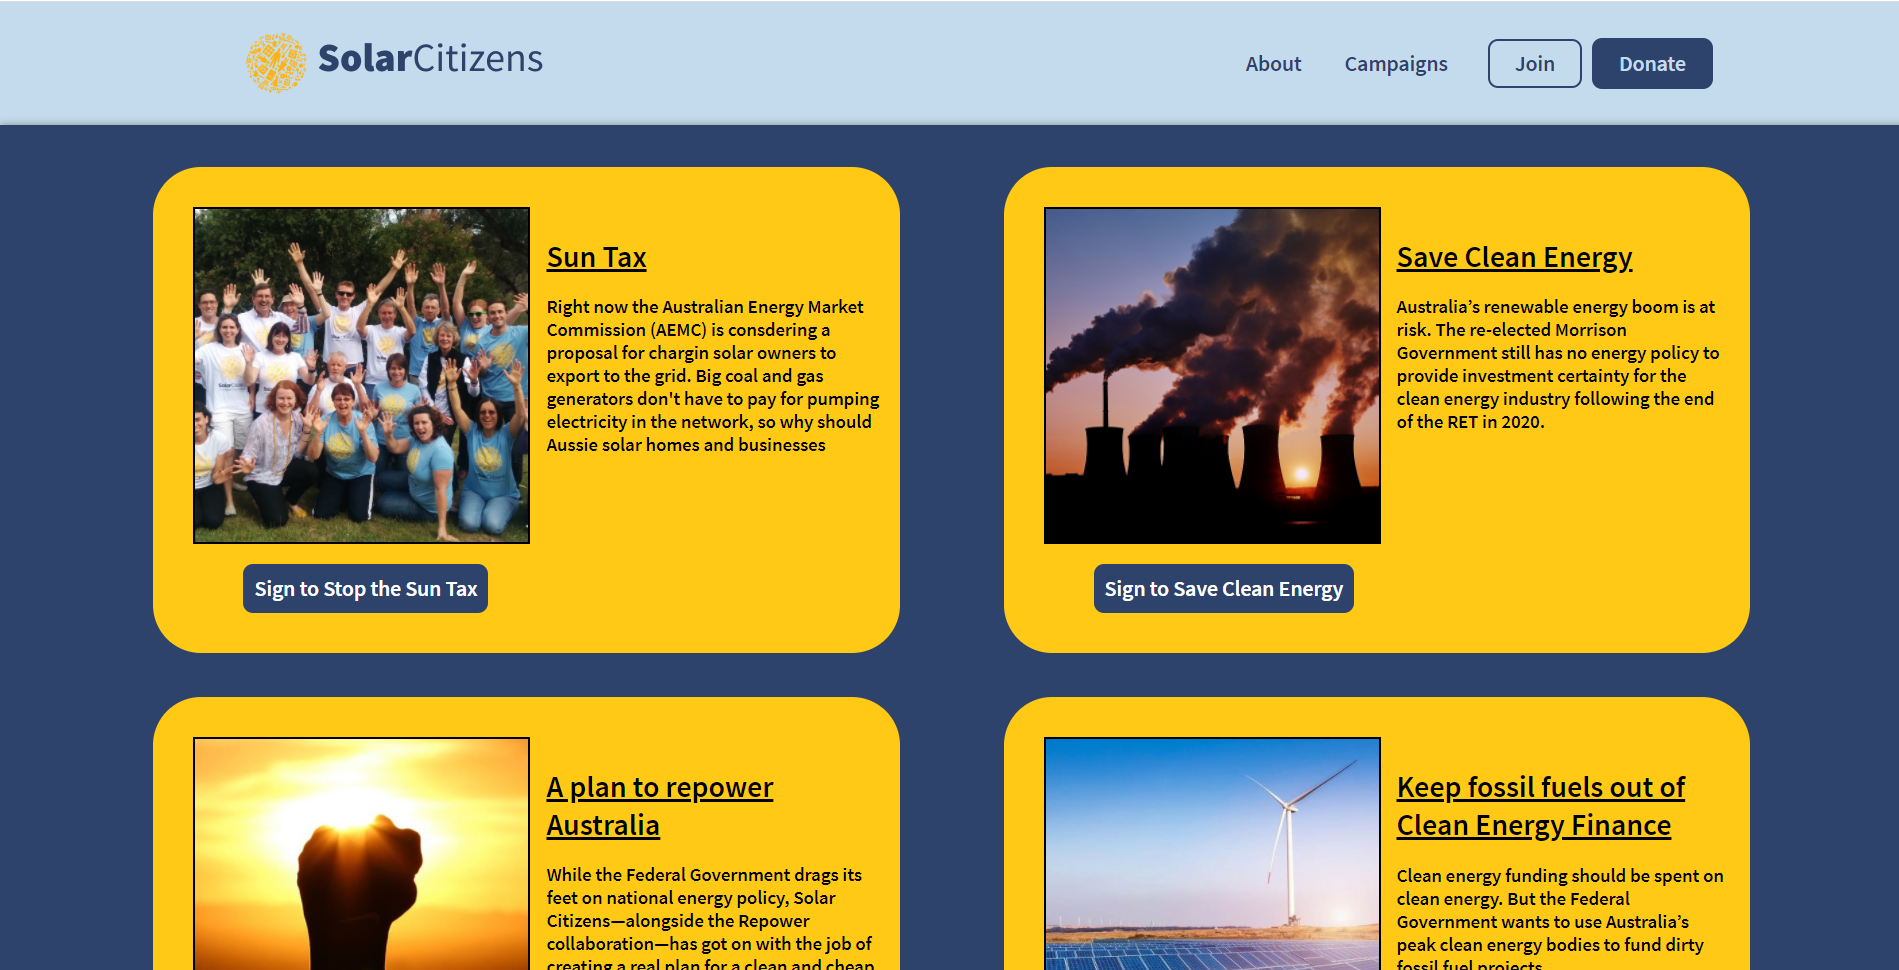 SolarCitizens
About Campaigns Join Donate
Sun Tax
Right now the Australian Energy Market
Commission (AEMC) is consdering a
proposal for chargin solar owners to
export to the grid. Big coal and gas
generators don't have to pay for pumping
electricity in the network, so why should
Aussie solar homes and businesses
Sign to Stop the Sun Tax
Save Clean Energy
Australia’s renewable energy boom is at
risk. The re-elected Morrison
Government still has no energy policy to
provide investment certainty for the
clean energy industry following the end
of the RET in 2020.
Sign to Save Clean Energy
A plan to repower
Australia
While the Federal Government drags its
feet on national energy policy, Solar
Citizens—alongside the Repower
collaboration—has got on with the job of
creating a real plan for a clean and cheap
Keep fossil fuels out of
Clean Energy Finance
Clean energy funding should be spent on
clean energy. But the Federal
Government wants to use Australia’s
peak clean energy bodies to fund dirty
fossil fuel projects